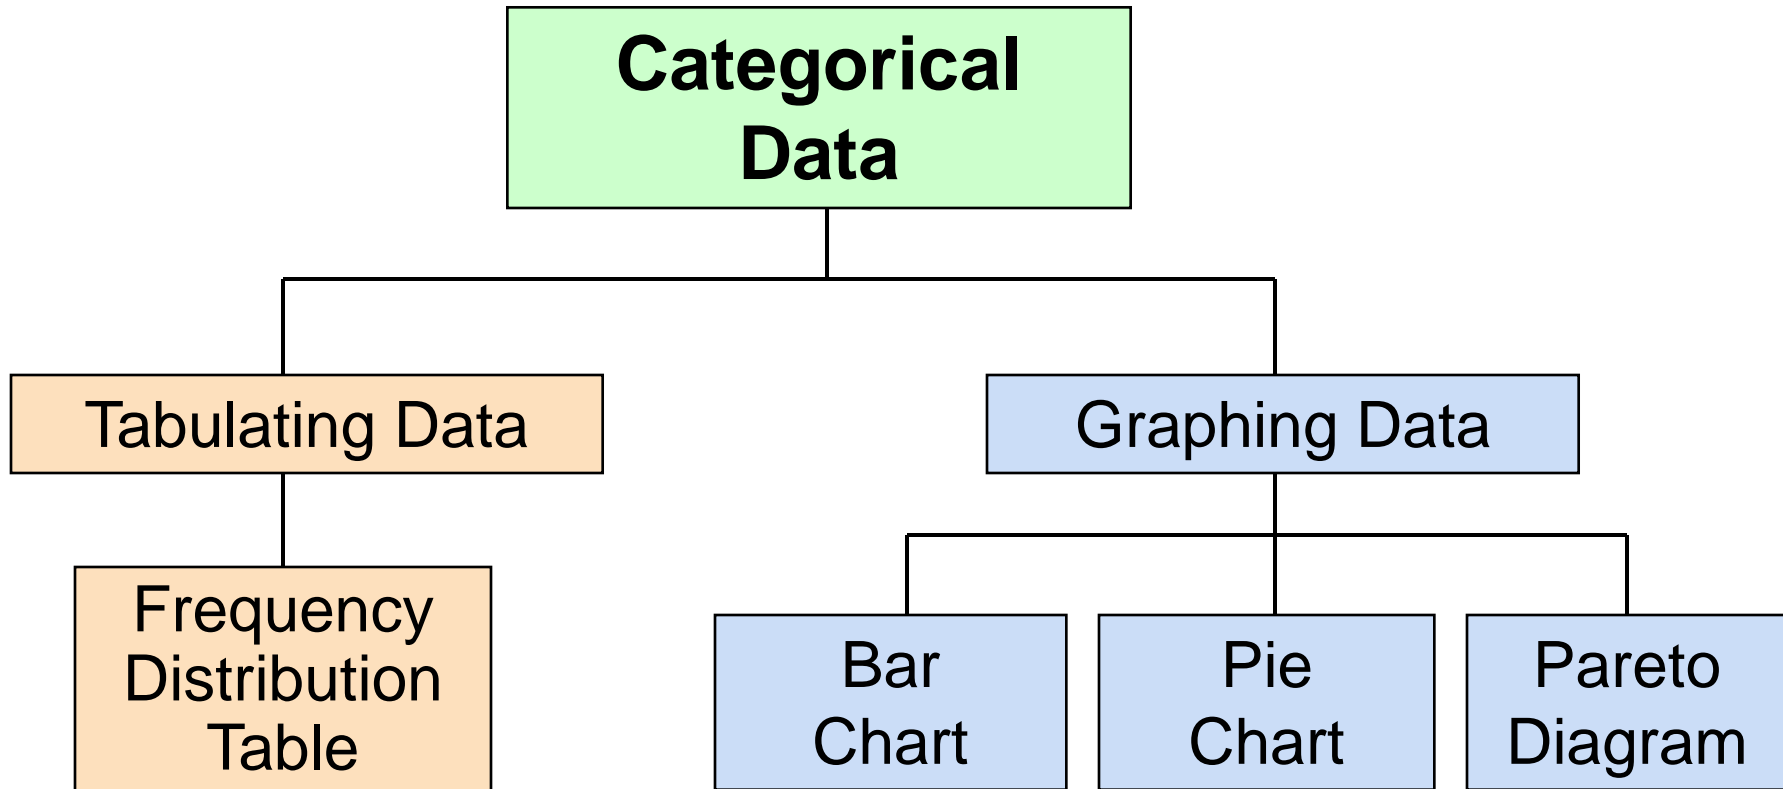 Categorical
Data
Tabulating Data
Graphing Data
Frequency
Distribution
Table
Bar
Chart
Pie
Chart
Pareto
Diagram